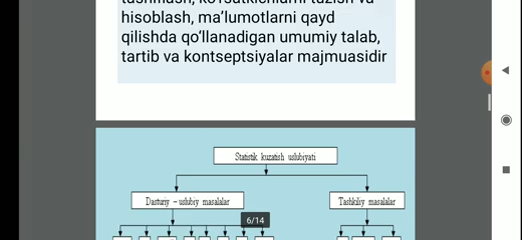 hisoblash, ma’lumotlarni qayd
qilishda qo‘llanadigan umumiy talab,
tartib va kontseptsiyalar majmuasidir
Statistik kuzatish uslubiyati
Dasturiy – uslubiy masalalar
Tashkiliy masalalar
6/14